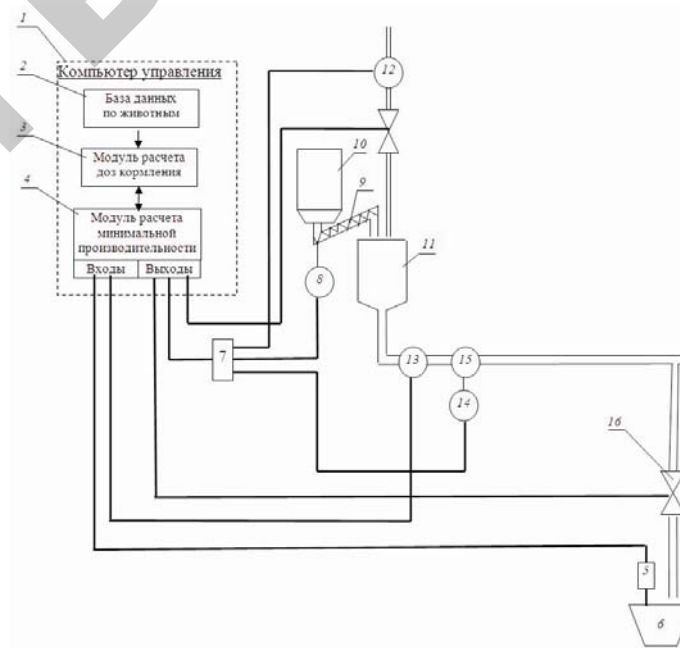 1
Компьютер управления
2
База данных
по животным
3
Модуль расчета
доз кормления
4
Модуль расчета
минимальной
производительности
Входы
Выходы
12
10
9
11
8
7
13
15
14
16
5
6